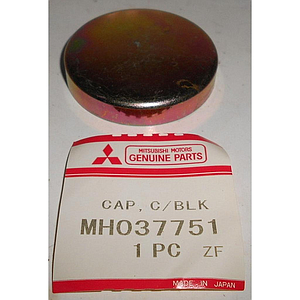 MITSUBISHI MOTORS
GENUINE PARTS
CAP, C/BLK
MH037751
1 PC ZF
MADE IN JAPAN